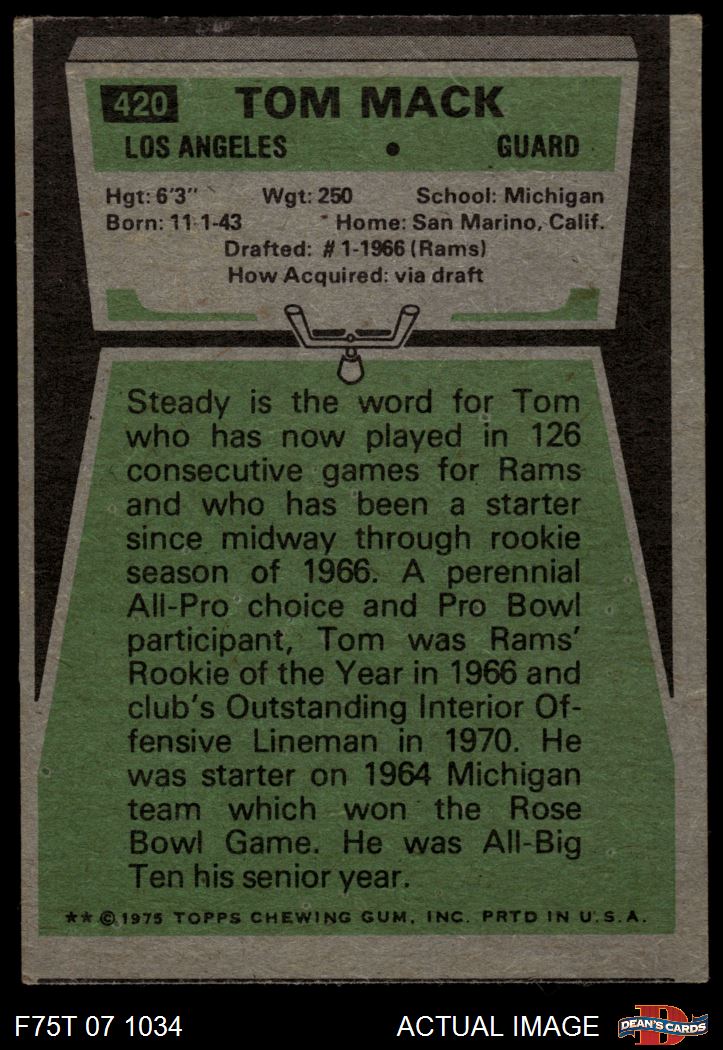 420 TOM MACK
LOS ANGELES • GUARD
Hgt: 6'3" Wgt: 250 School: Michigan
Born: 11-1-43 Home: San Marino, Calif.
Drafted: #1-1966 (Rams)
How Acquired: via draft
Steady is the word for Tom
who has now played in 126
consecutive games for Rams
and who has been a starter
since midway through rookie
season of 1966. A perennial
All-Pro choice and Pro Bowl
participant, Tom was Rams'
Rookie of the Year in 1966 and
club's Outstanding Interior Of-
fensive Lineman in 1970. He
was starter on 1964 Michigan
team which won the Rose
Bowl Game. He was All-Big
Ten his senior year.
**©1975 TOPPS CHEWING GUM, INC. PRTD IN U.S.A.
F75T 07 1034 ACTUAL IMAGE D DEAN'S CARDS